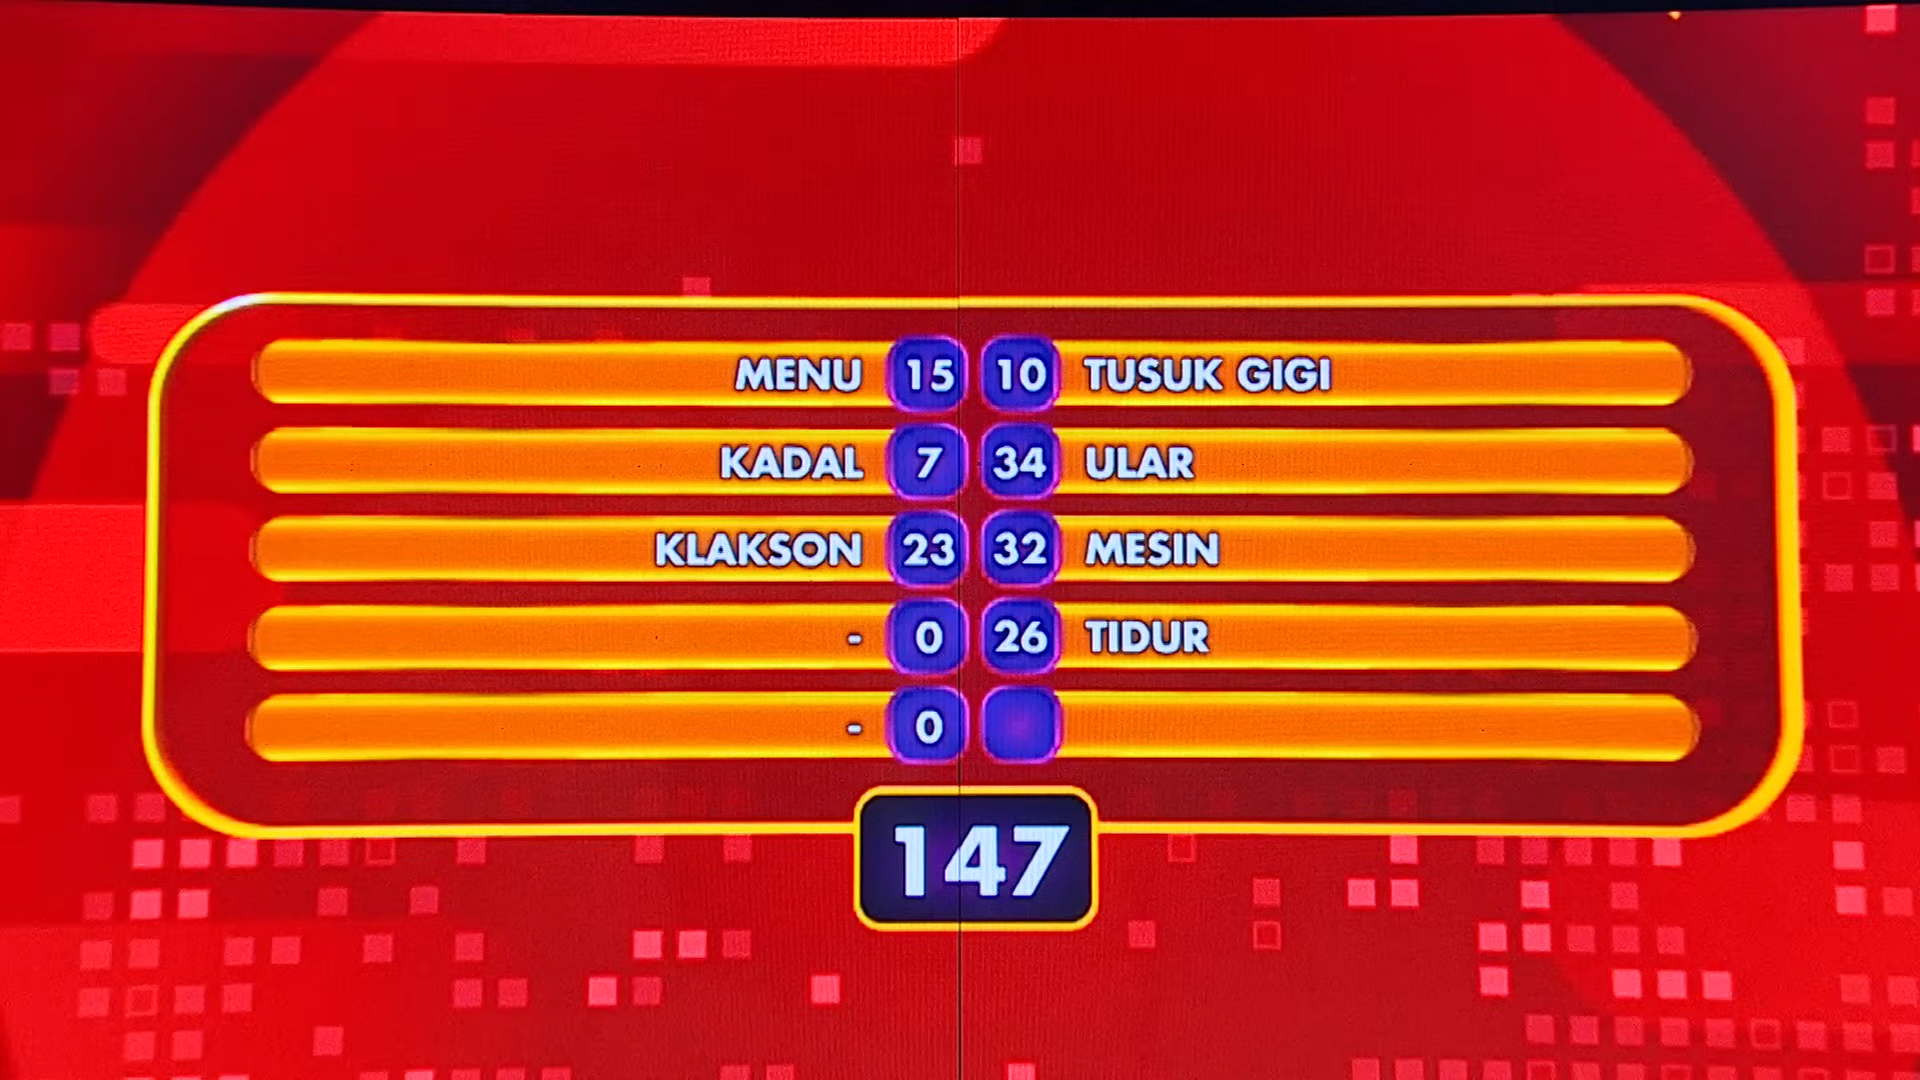 MENU 15 10 TUSUK GIGI
KADAL 7 34 ULAR
KLAKSON 23 32 MESIN
- 0 26 TIDUR
- 0
147